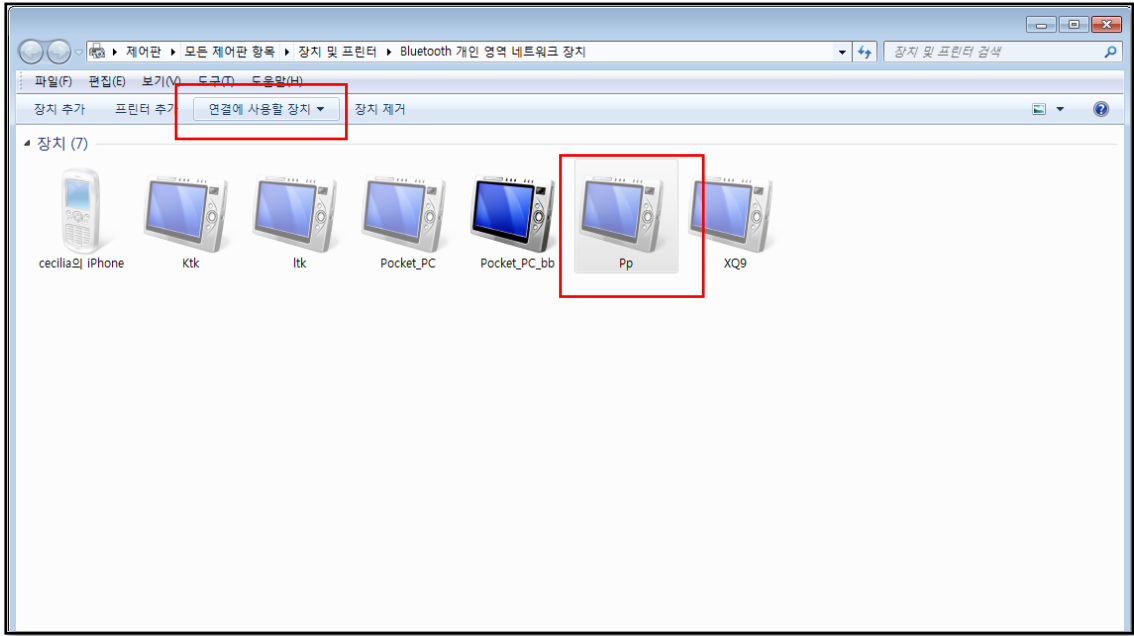 제어판 ▸ 모든 제어판 항목 ▸ 장치 및 프린터 ▸ Bluetooth 개인 영역 네트워크 장치
장치 및 프린터 검색
파일(F) 편집(E) 보기(V) 도구(T) 도움말(H)
장치 추가 프린터 추가 연결에 사용할 장치 ▼ 장치 제거
장치 (7)
cecilia의 iPhone Ktk ltk Pocket_PC Pocket_PC_bb Pp XQ9